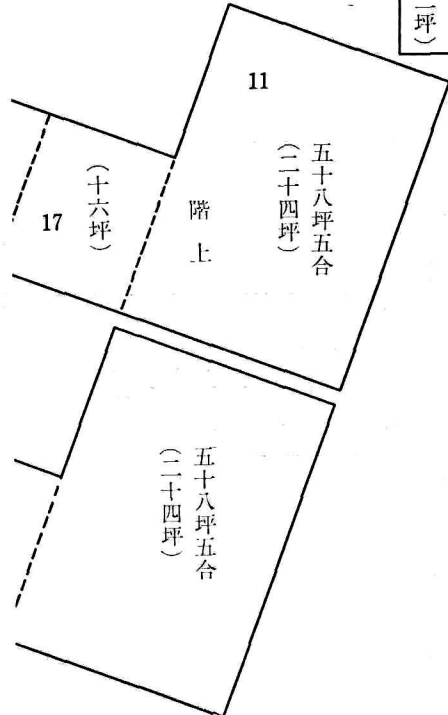 坪）
11
五十八坪五合
（二十四坪）
階上
（十六坪）
17
五十八坪五合
（二十四坪）